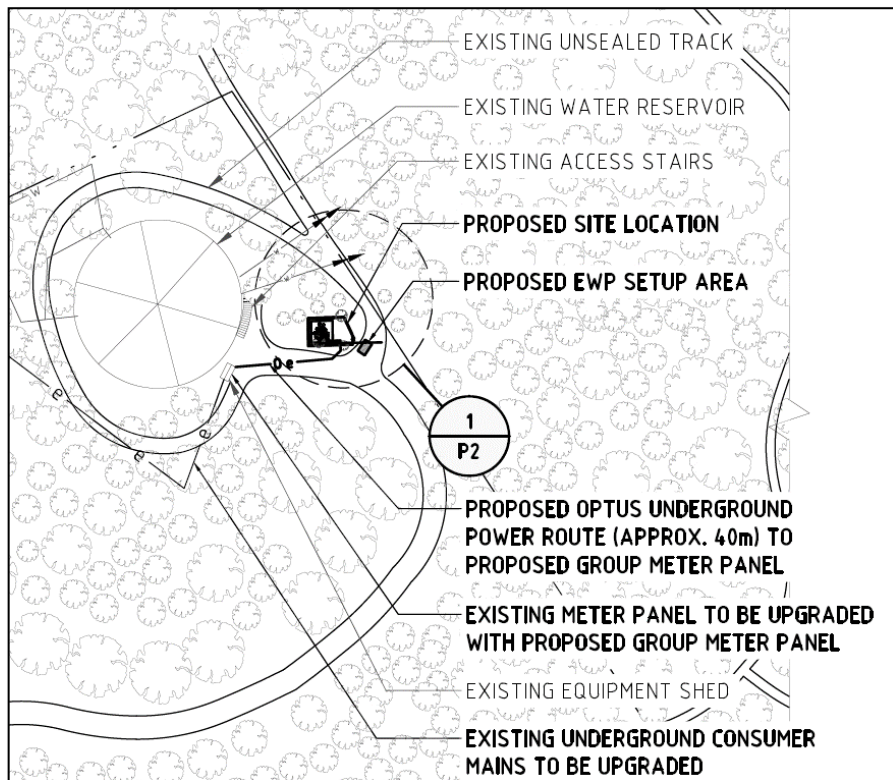 EXISTING UNSEALED TRACK
EXISTING WATER RESERVOIR
EXISTING ACCESS STAIRS
PROPOSED SITE LOCATION
PROPOSED EWP SETUP AREA
1
P2
PROPOSED OPTUS UNDERGROUND
POWER ROUTE (APPROX. 40m) TO
PROPOSED GROUP METER PANEL
EXISTING METER PANEL TO BE UPGRADED
WITH PROPOSED GROUP METER PANEL
EXISTING EQUIPMENT SHED
EXISTING UNDERGROUND CONSUMER
MAINS TO BE UPGRADED
w
pe
e
e
e